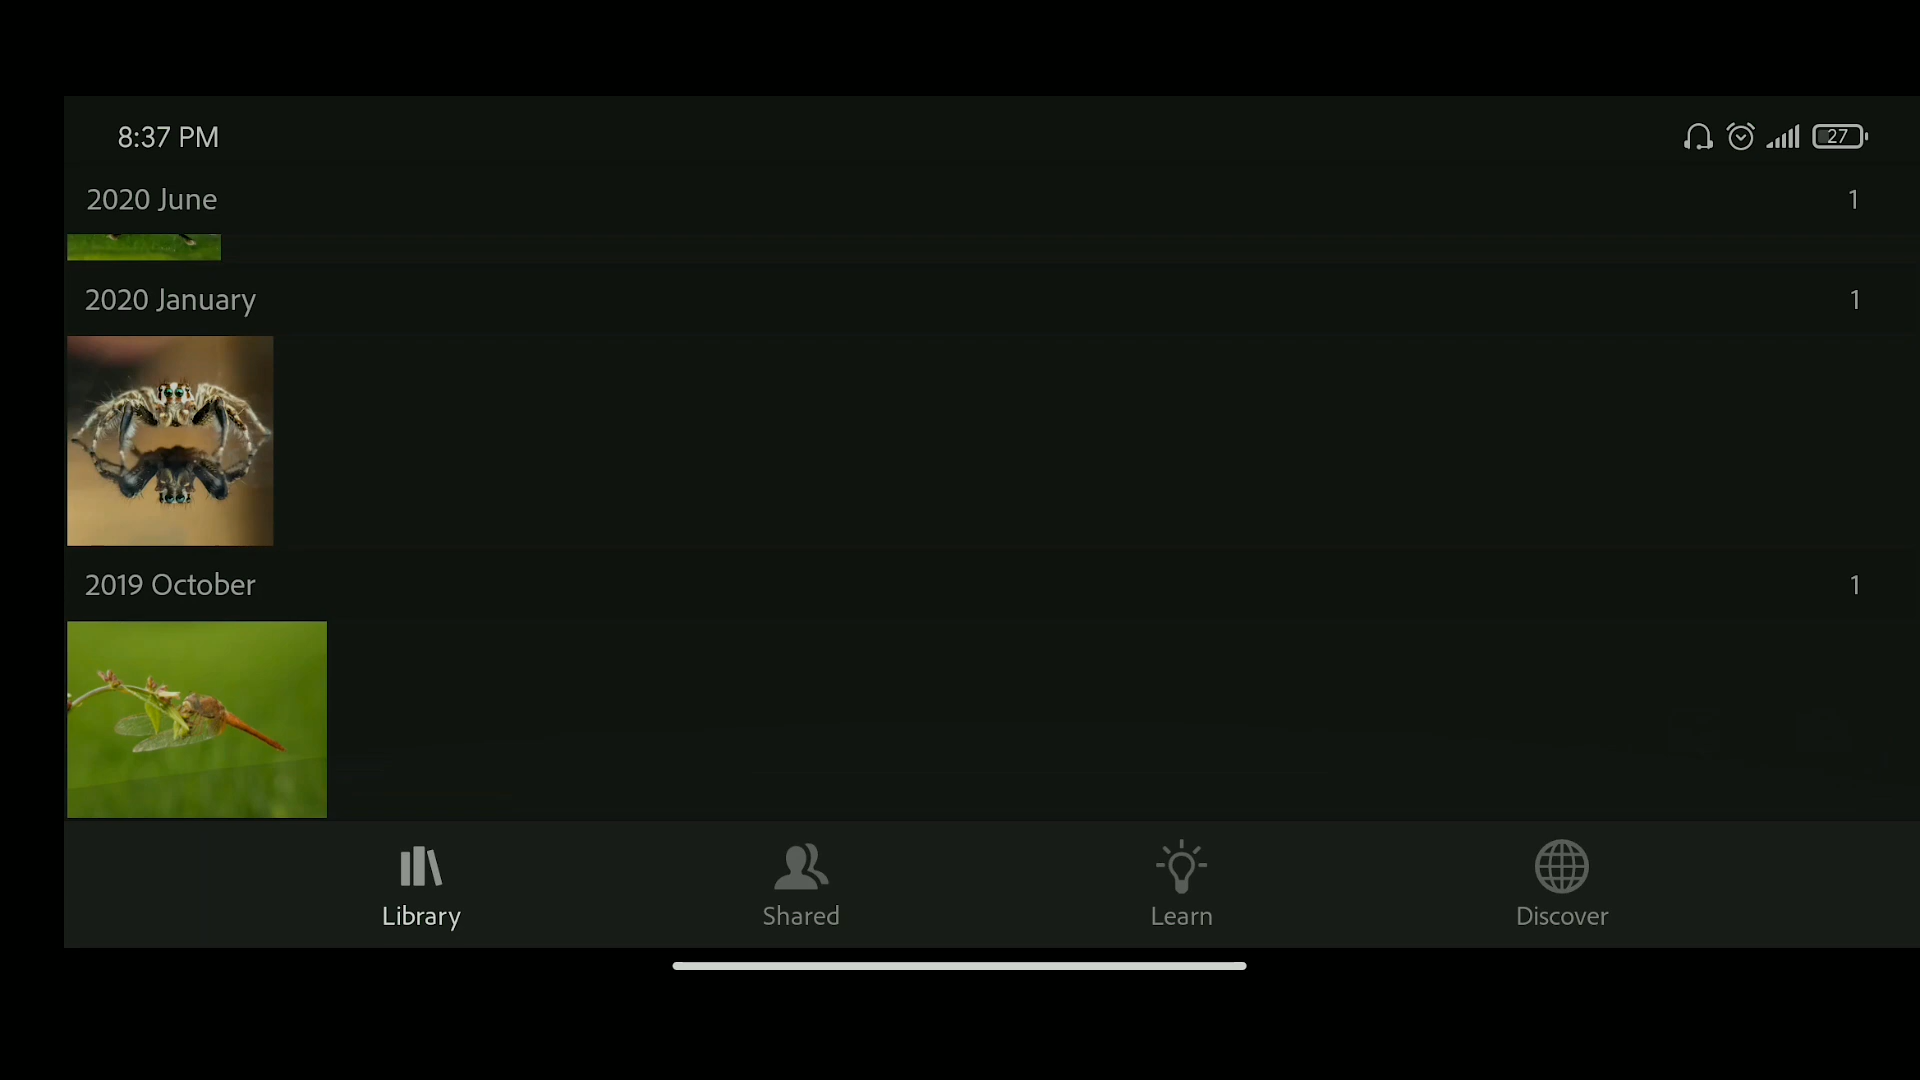 8:37 PM 27
2020 June 1
2020 January 1
2019 October 1
Library Shared Learn Discover